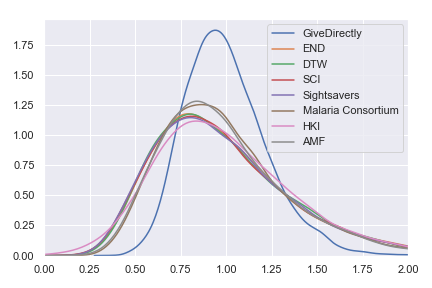 1.75
1.50
1.25
1.00
0.75
0.50
0.25
0.00
0.00 0.25 0.50 0.75 1.00 1.25 1.50 1.75 2.00
GiveDirectly
END
DTW
SCI
Sightsavers
Malaria Consortium
HKI
AMF